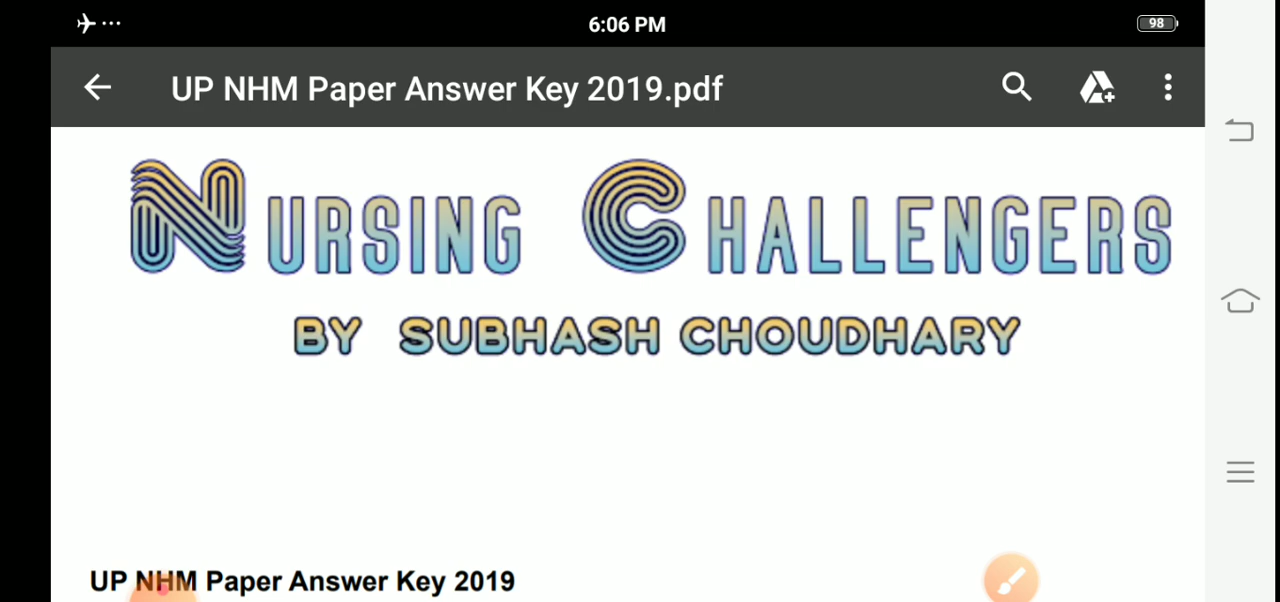 6:06 PM
98
UP NHM Paper Answer Key 2019.pdf
NURSING CHALLENGERS
BY SUBHASH CHOUDHARY
UP NHM Paper Answer Key 2019